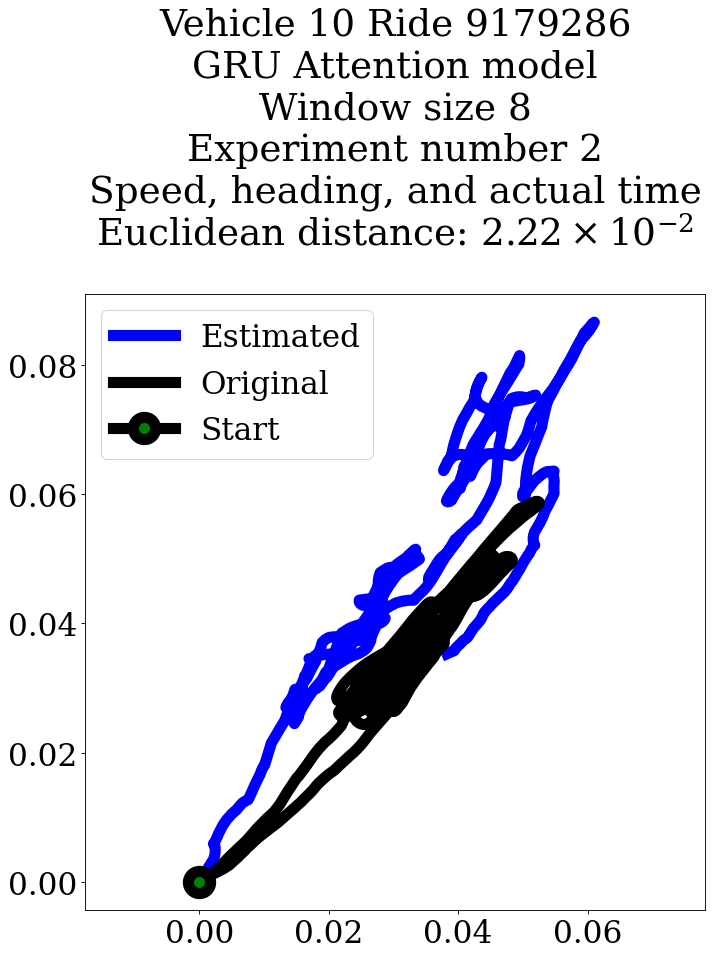 Vehicle 10 Ride 9179286
GRU Attention model
Window size 8
Experiment number 2
Speed, heading, and actual time
Euclidean distance: 2.22 × 10⁻²
Estimated
Original
Start
0.08
0.06
0.04
0.02
0.00
0.00 0.02 0.04 0.06